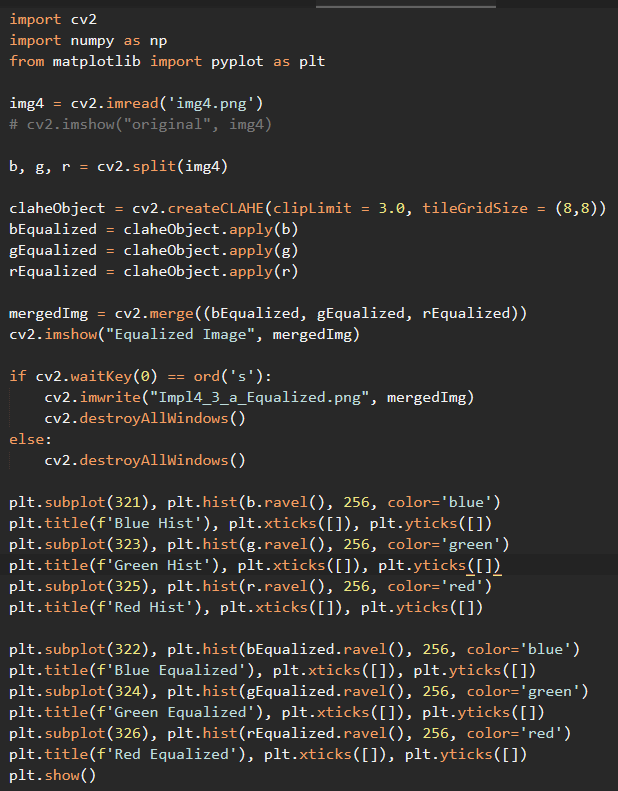 import cv2
import numpy as np
from matplotlib import pyplot as plt

img4 = cv2.imread('img4.png')
# cv2.imshow("original", img4)

b, g, r = cv2.split(img4)

claheObject = cv2.createCLAHE(clipLimit = 3.0, tileGridSize = (8,8))
bEqualized = claheObject.apply(b)
gEqualized = claheObject.apply(g)
rEqualized = claheObject.apply(r)

mergedImg = cv2.merge((bEqualized, gEqualized, rEqualized))
cv2.imshow("Equalized Image", mergedImg)

if cv2.waitKey(0) == ord('s'):
    cv2.imwrite("Impl4_3_a_Equalized.png", mergedImg)
    cv2.destroyAllWindows()
else:
    cv2.destroyAllWindows()

plt.subplot(321), plt.hist(b.ravel(), 256, color='blue')
plt.title(f'Blue Hist'), plt.xticks([]), plt.yticks([])
plt.subplot(323), plt.hist(g.ravel(), 256, color='green')
plt.title(f'Green Hist'), plt.xticks([]), plt.yticks([])
plt.subplot(325), plt.hist(r.ravel(), 256, color='red')
plt.title(f'Red Hist'), plt.xticks([]), plt.yticks([])

plt.subplot(322), plt.hist(bEqualized.ravel(), 256, color='blue')
plt.title(f'Blue Equalized'), plt.xticks([]), plt.yticks([])
plt.subplot(324), plt.hist(gEqualized.ravel(), 256, color='green')
plt.title(f'Green Equalized'), plt.xticks([]), plt.yticks([])
plt.subplot(326), plt.hist(rEqualized.ravel(), 256, color='red')
plt.title(f'Red Equalized'), plt.xticks([]), plt.yticks([])
plt.show()